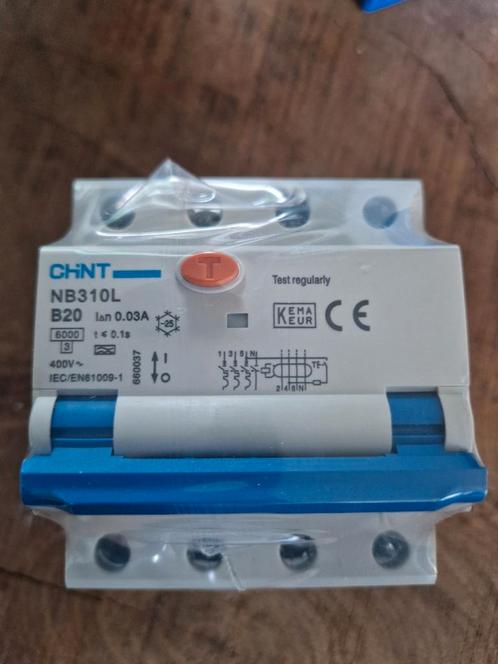 CHiNT
T
Test regularly
NB310L
B20 I∆n 0.03A
-25
KEMA
KEUR
CE
6000
3
t ≤ 0.1s
400V~
IEC/EN61009-1
I
O
660037
1 3 5 N
T
2 4 6 N